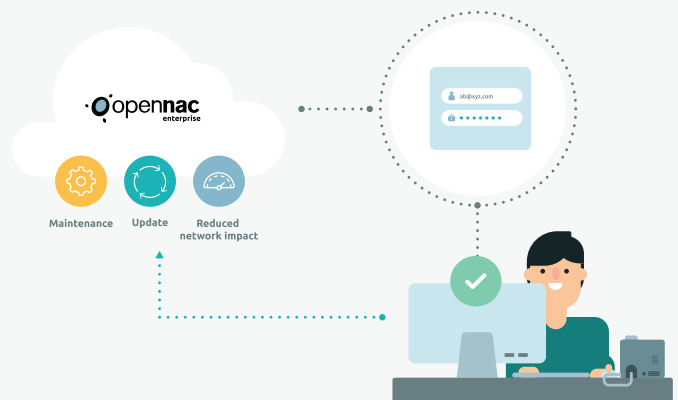 opennac
enterprise
ab@xyz.com
Maintenance
Update
Reduced
network impact